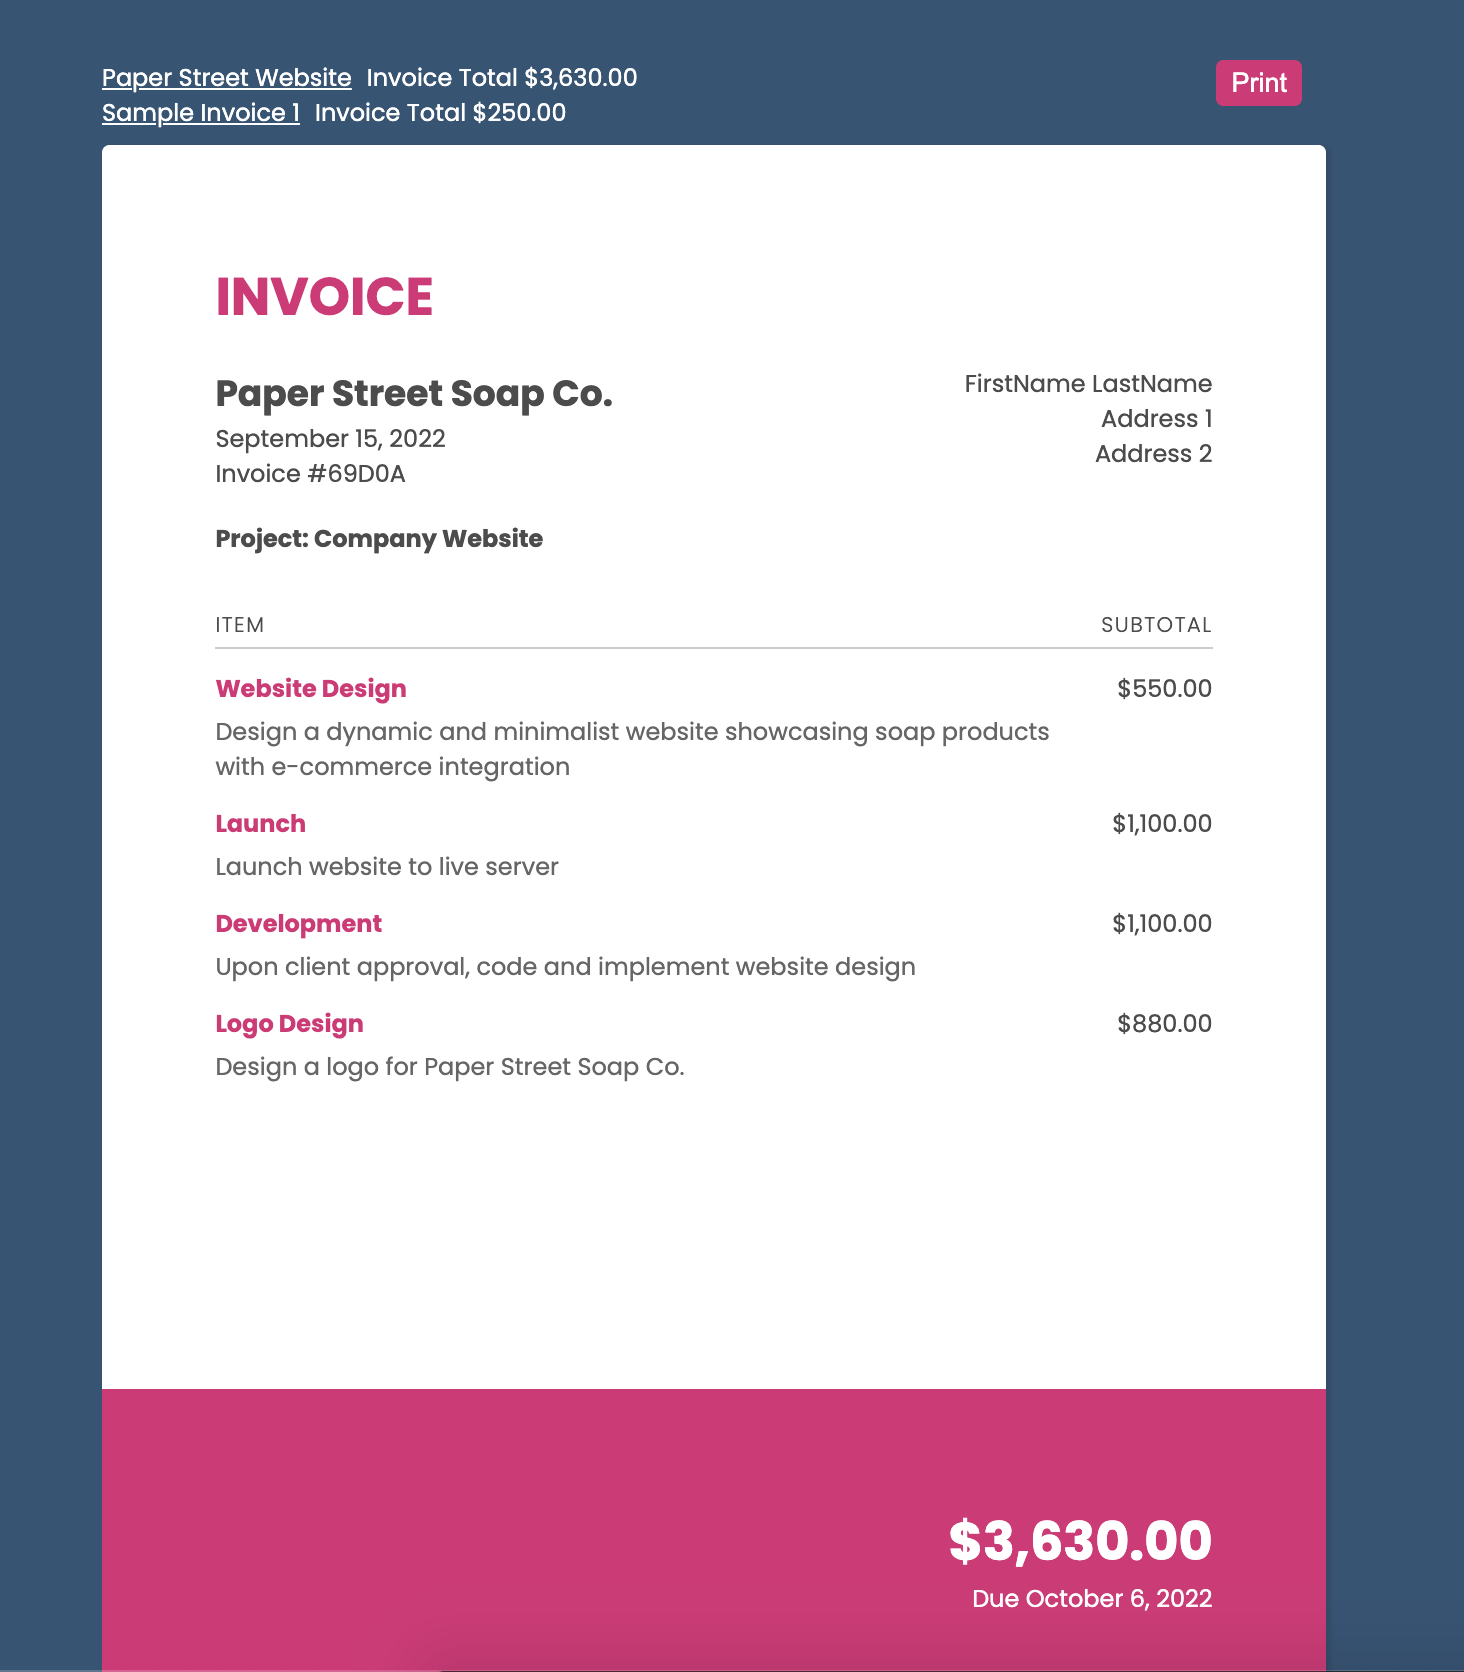 Paper Street Website Invoice Total $3,630.00
Print
Sample Invoice 1 Invoice Total $250.00
INVOICE
Paper Street Soap Co.
September 15, 2022
Invoice #69D0A
FirstName LastName
Address 1
Address 2
Project: Company Website
ITEM SUBTOTAL
Website Design $550.00
Design a dynamic and minimalist website showcasing soap products
with e-commerce integration
Launch $1,100.00
Launch website to live server
Development $1,100.00
Upon client approval, code and implement website design
Logo Design $880.00
Design a logo for Paper Street Soap Co.
$3,630.00
Due October 6, 2022